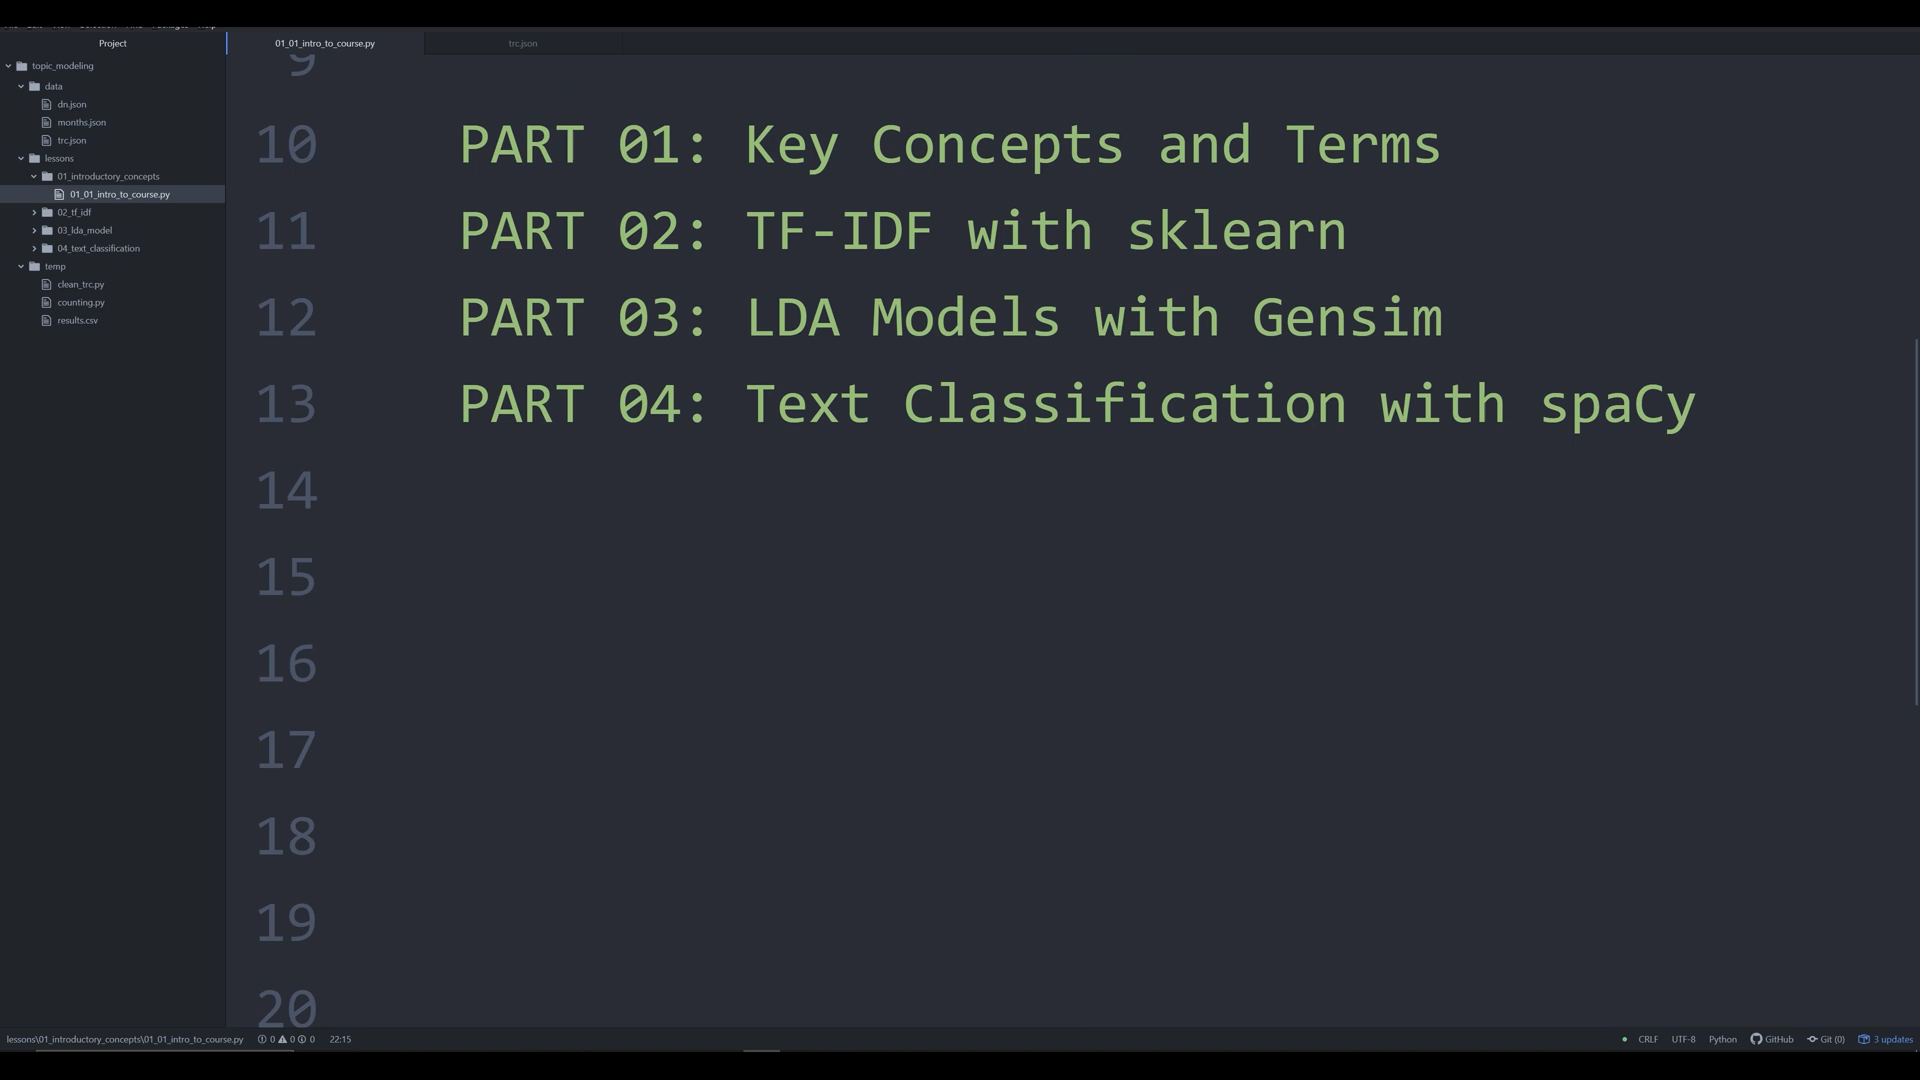 Project
01_01_intro_to_course.py
trc.json
topic_modeling
data
dn.json
months.json
trc.json
lessons
01_introductory_concepts
01_01_intro_to_course.py
02_tf_idf
03_lda_model
04_text_classification
temp
clean_trc.py
counting.py
results.csv
9
10 PART 01: Key Concepts and Terms
11 PART 02: TF-IDF with sklearn
12 PART 03: LDA Models with Gensim
13 PART 04: Text Classification with spaCy
14
15
16
17
18
19
20
lessons\01_introductory_concepts\01_01_intro_to_course.py 0 0 0 22:15 CRLF UTF-8 Python GitHub Git (0) 3 updates